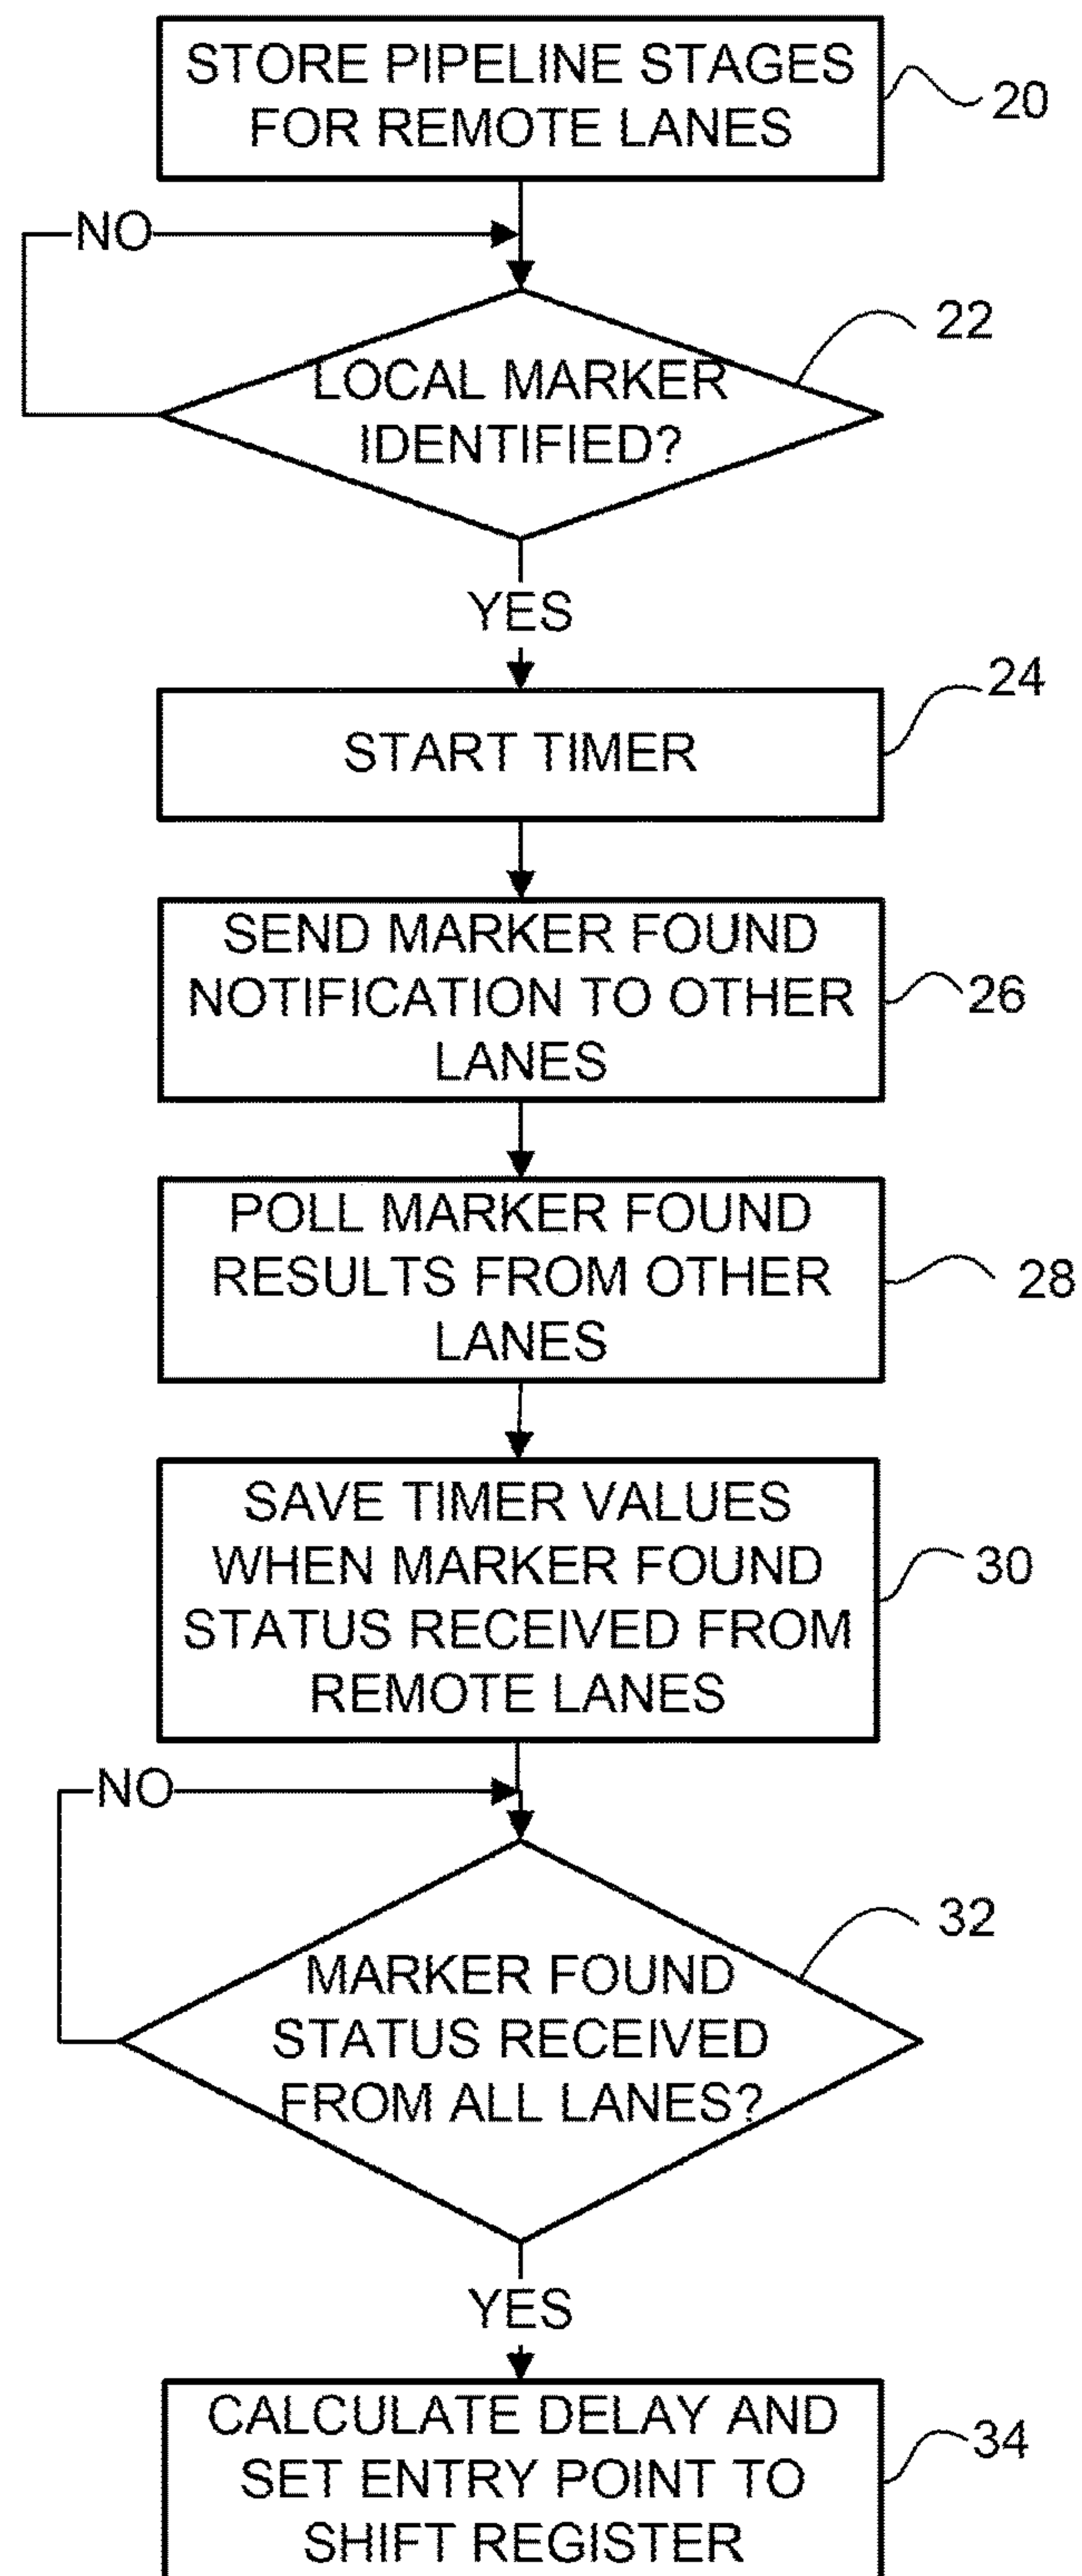 STORE PIPELINE STAGES
FOR REMOTE LANES
20
NO
22
LOCAL MARKER
IDENTIFIED?
YES
24
START TIMER
SEND MARKER FOUND
NOTIFICATION TO OTHER
LANES
26
POLL MARKER FOUND
RESULTS FROM OTHER
LANES
28
SAVE TIMER VALUES
WHEN MARKER FOUND
STATUS RECEIVED FROM
REMOTE LANES
30
NO
32
MARKER FOUND
STATUS RECEIVED
FROM ALL LANES?
YES
CALCULATE DELAY AND
SET ENTRY POINT TO
SHIFT REGISTER
34